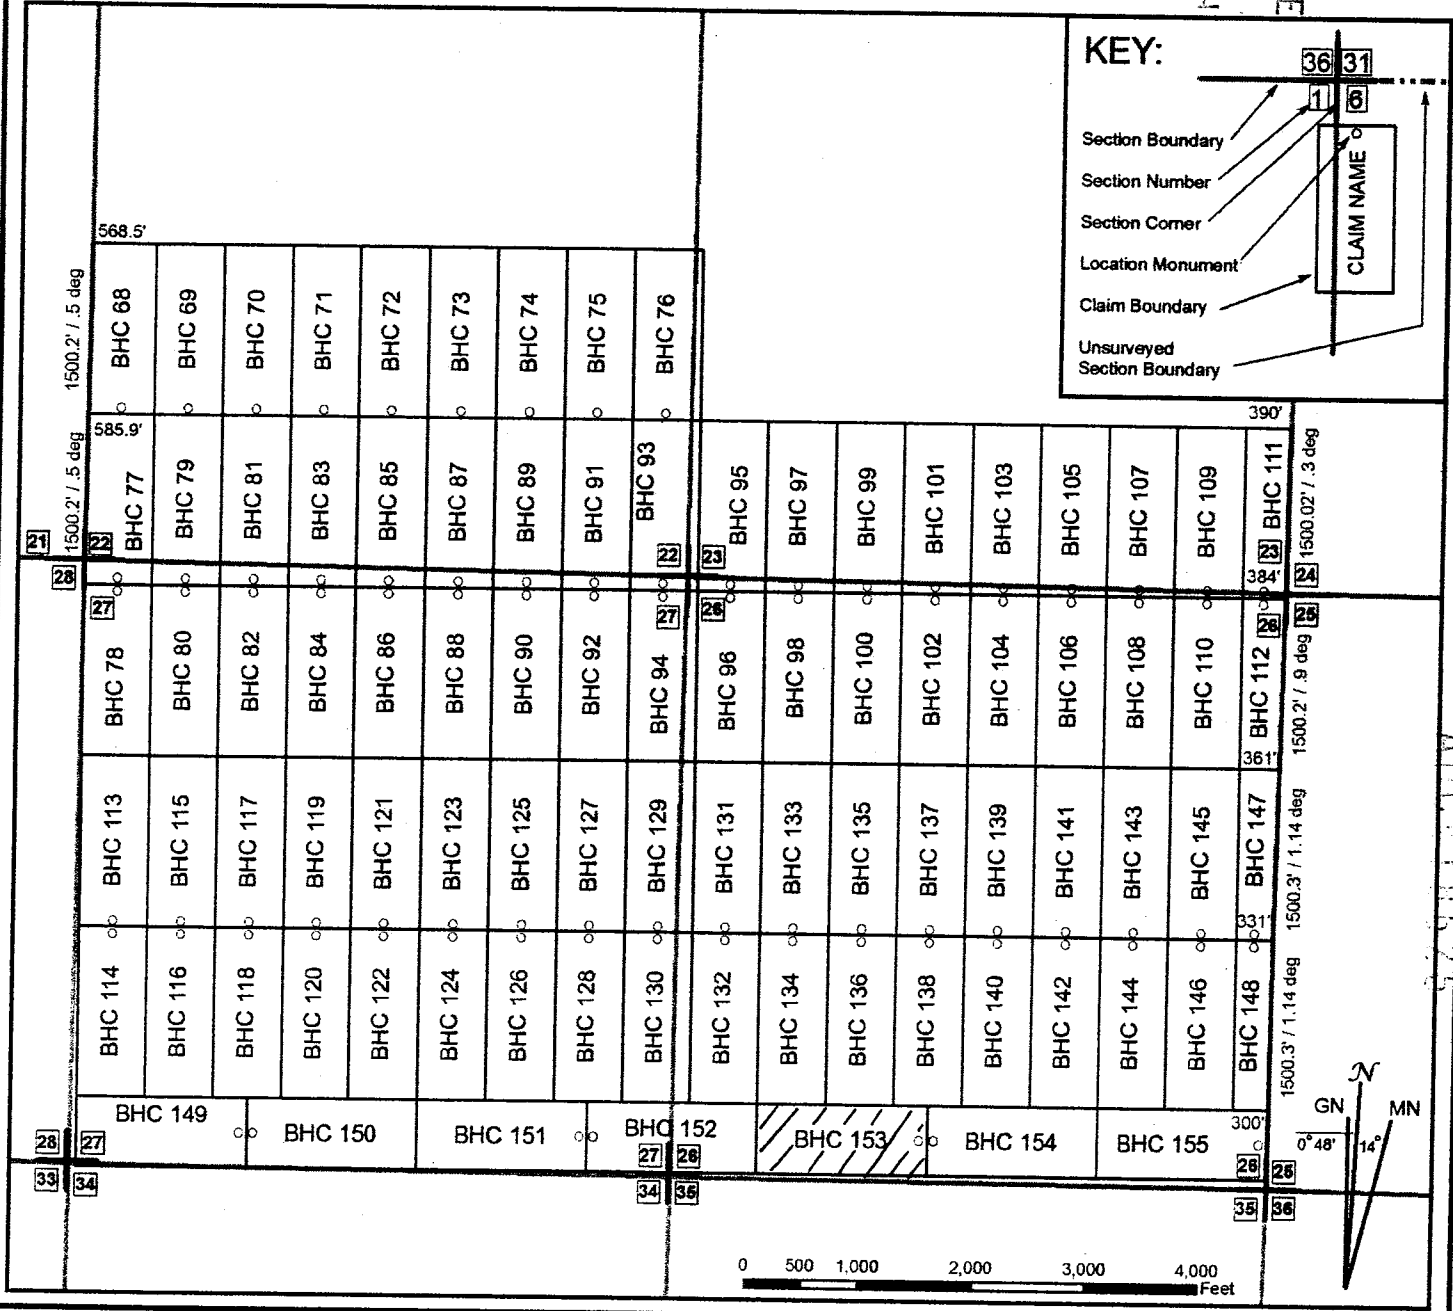 KEY:
36 31
1 6
Section Boundary
Section Number
Section Corner
Location Monument
Claim Boundary
Unsurveyed
Section Boundary
CLAIM NAME
568.5'
1500.2' / .5 deg
BHC 68
BHC 69
BHC 70
BHC 71
BHC 72
BHC 73
BHC 74
BHC 75
BHC 76
390'
585.9'
1500.2' / .5 deg
BHC 77
BHC 79
BHC 81
BHC 83
BHC 85
BHC 87
BHC 89
BHC 91
BHC 93
BHC 95
BHC 97
BHC 99
BHC 101
BHC 103
BHC 105
BHC 107
BHC 109
BHC 111
1500.02' / .3 deg
21 22
22 23
23 24
384'
28 27
27 26
26 25
BHC 78
BHC 80
BHC 82
BHC 84
BHC 86
BHC 88
BHC 90
BHC 92
BHC 94
BHC 96
BHC 98
BHC 100
BHC 102
BHC 104
BHC 106
BHC 108
BHC 110
BHC 112
1500.2' / .9 deg
361'
BHC 113
BHC 115
BHC 117
BHC 119
BHC 121
BHC 123
BHC 125
BHC 127
BHC 129
BHC 131
BHC 133
BHC 135
BHC 137
BHC 139
BHC 141
BHC 143
BHC 145
BHC 147
1500.3' / 1.14 deg
331'
BHC 114
BHC 116
BHC 118
BHC 120
BHC 122
BHC 124
BHC 126
BHC 128
BHC 130
BHC 132
BHC 134
BHC 136
BHC 138
BHC 140
BHC 142
BHC 144
BHC 146
BHC 148
1500.3' / 1.14 deg
BHC 149
BHC 150
BHC 151
BHC 152
BHC 153
BHC 154
BHC 155
300'
28 27
27 26
26 25
33 34
34 35
35 36
N
GN
MN
0°48'
14°
0 500 1,000 2,000 3,000 4,000
Feet